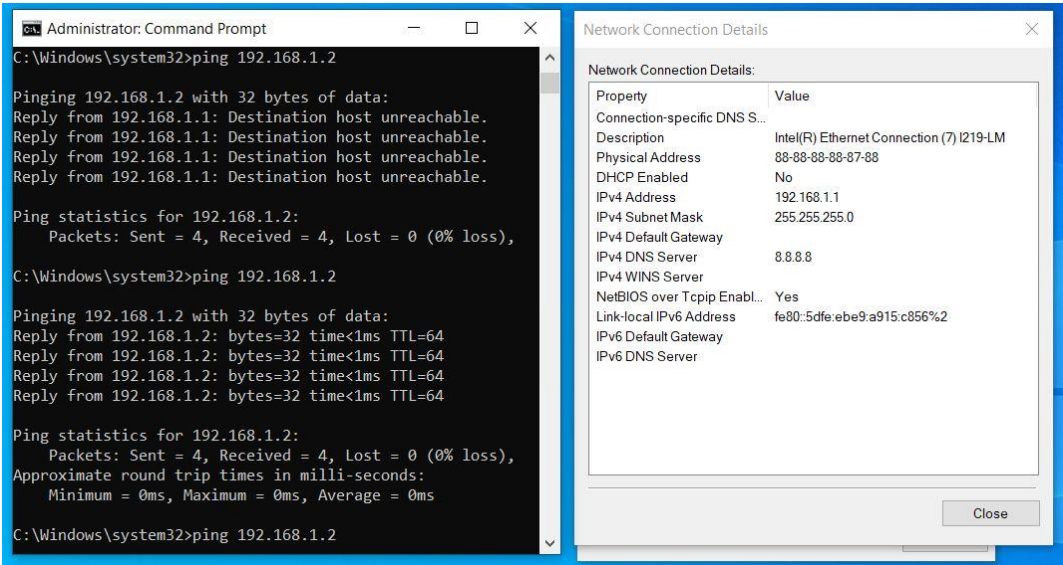 Administrator: Command Prompt
C:\Windows\system32>ping 192.168.1.2
Pinging 192.168.1.2 with 32 bytes of data:
Reply from 192.168.1.1: Destination host unreachable.
Reply from 192.168.1.1: Destination host unreachable.
Reply from 192.168.1.1: Destination host unreachable.
Reply from 192.168.1.1: Destination host unreachable.
Ping statistics for 192.168.1.2:
Packets: Sent = 4, Received = 4, Lost = 0 (0% loss),
C:\Windows\system32>ping 192.168.1.2
Pinging 192.168.1.2 with 32 bytes of data:
Reply from 192.168.1.2: bytes=32 time<1ms TTL=64
Reply from 192.168.1.2: bytes=32 time<1ms TTL=64
Reply from 192.168.1.2: bytes=32 time<1ms TTL=64
Reply from 192.168.1.2: bytes=32 time<1ms TTL=64
Ping statistics for 192.168.1.2:
Packets: Sent = 4, Received = 4, Lost = 0 (0% loss),
Approximate round trip times in milli-seconds:
Minimum = 0ms, Maximum = 0ms, Average = 0ms
C:\Windows\system32>ping 192.168.1.2
Network Connection Details
Network Connection Details:
Property Value
Connection-specific DNS S...
Description Intel(R) Ethernet Connection (7) I219-LM
Physical Address 88-88-88-88-87-88
DHCP Enabled No
IPv4 Address 192.168.1.1
IPv4 Subnet Mask 255.255.255.0
IPv4 Default Gateway
IPv4 DNS Server 8.8.8.8
IPv4 WINS Server
NetBIOS over Tcpip Enabl... Yes
Link-local IPv6 Address fe80::5dfe:ebe9:a915:c856%2
IPv6 Default Gateway
IPv6 DNS Server
Close